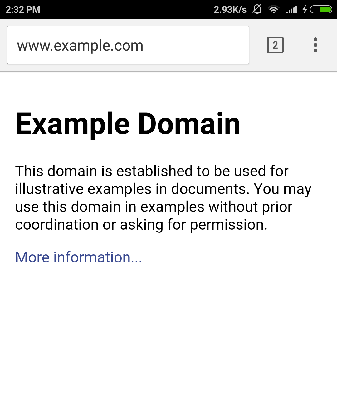 2:32 PM 2.93K/s
www.example.com 2
Example Domain
This domain is established to be used for
illustrative examples in documents. You may
use this domain in examples without prior
coordination or asking for permission.
More information...